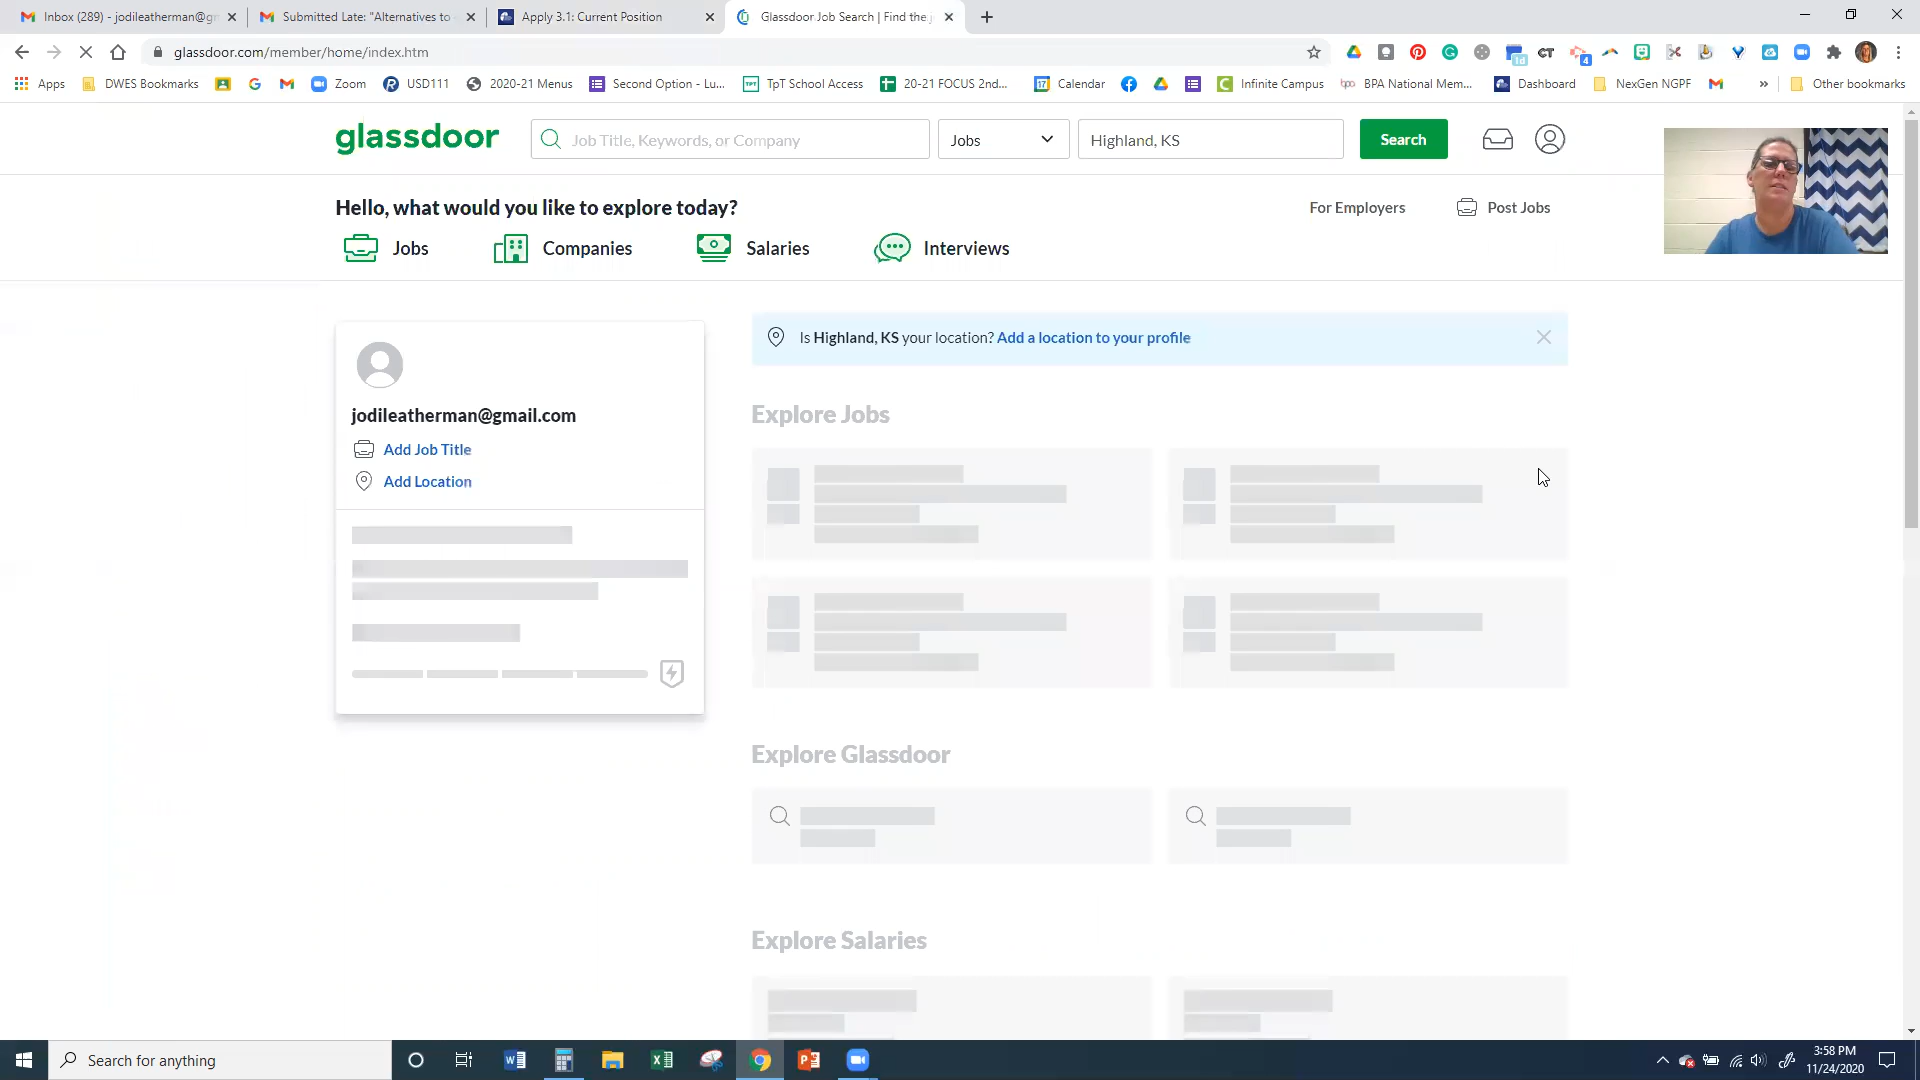 Inbox (289) - jodileatherman@gm
Submitted Late: "Alternatives to
Apply 3.1: Current Position
Glassdoor Job Search | Find the j
glassdoor.com/member/home/index.htm
Apps
DWES Bookmarks
Zoom
USD111
2020-21 Menus
Second Option - Lu...
TpT School Access
20-21 FOCUS 2nd...
Calendar
Infinite Campus
BPA National Mem...
Dashboard
NexGen NGPF
Other bookmarks
glassdoor
Job Title, Keywords, or Company
Jobs
Highland, KS
Search
Hello, what would you like to explore today?
For Employers
Post Jobs
Jobs
Companies
Salaries
Interviews
Is Highland, KS your location? Add a location to your profile
jodileatherman@gmail.com
Add Job Title
Add Location
Explore Jobs
Explore Glassdoor
Explore Salaries
Search for anything
3:58 PM
11/24/2020